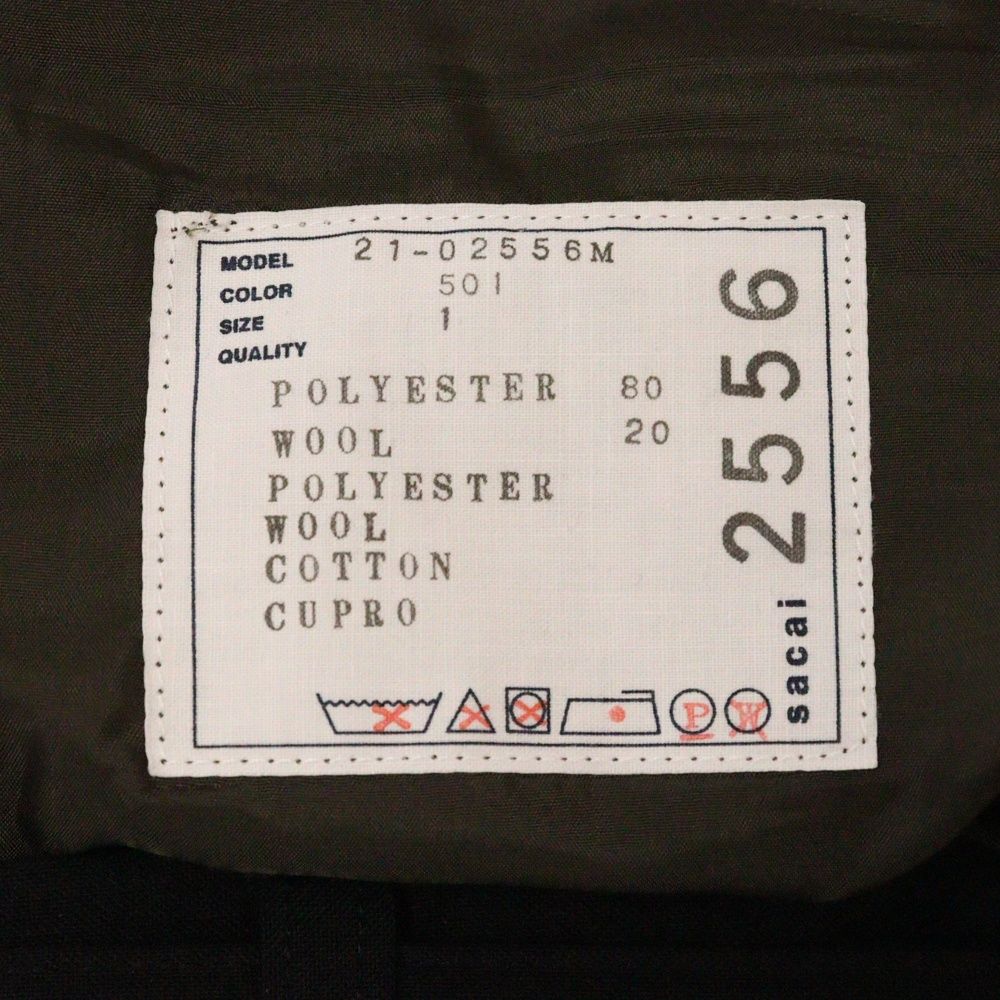 MODEL 21-02556M
COLOR 501
SIZE 1
QUALITY
POLYESTER 80
WOOL 20
POLYESTER
WOOL
COTTON
CUPRO
P W
sacai 2556